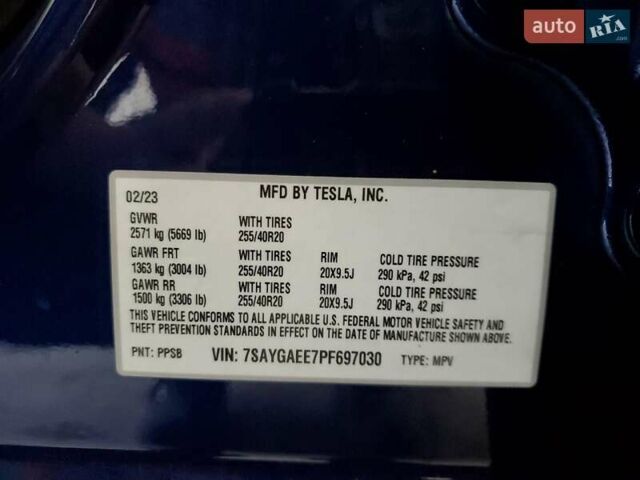 auto RIA.com
02/23 MFD BY TESLA, INC.
GVWR WITH TIRES
2571 kg (5669 lb) 255/40R20
GAWR FRT WITH TIRES RIM COLD TIRE PRESSURE
1363 kg (3004 lb) 255/40R20 20X9.5J 290 kPa, 42 psi
GAWR RR WITH TIRES RIM COLD TIRE PRESSURE
1500 kg (3306 lb) 255/40R20 20X9.5J 290 kPa, 42 psi
THIS VEHICLE CONFORMS TO ALL APPLICABLE U.S. FEDERAL MOTOR VEHICLE SAFETY AND
THEFT PREVENTION STANDARDS IN EFFECT ON THE DATE OF MANUFACTURE SHOWN ABOVE.
PNT: PPSB VIN: 7SAYGAEE7PF697030 TYPE: MPV